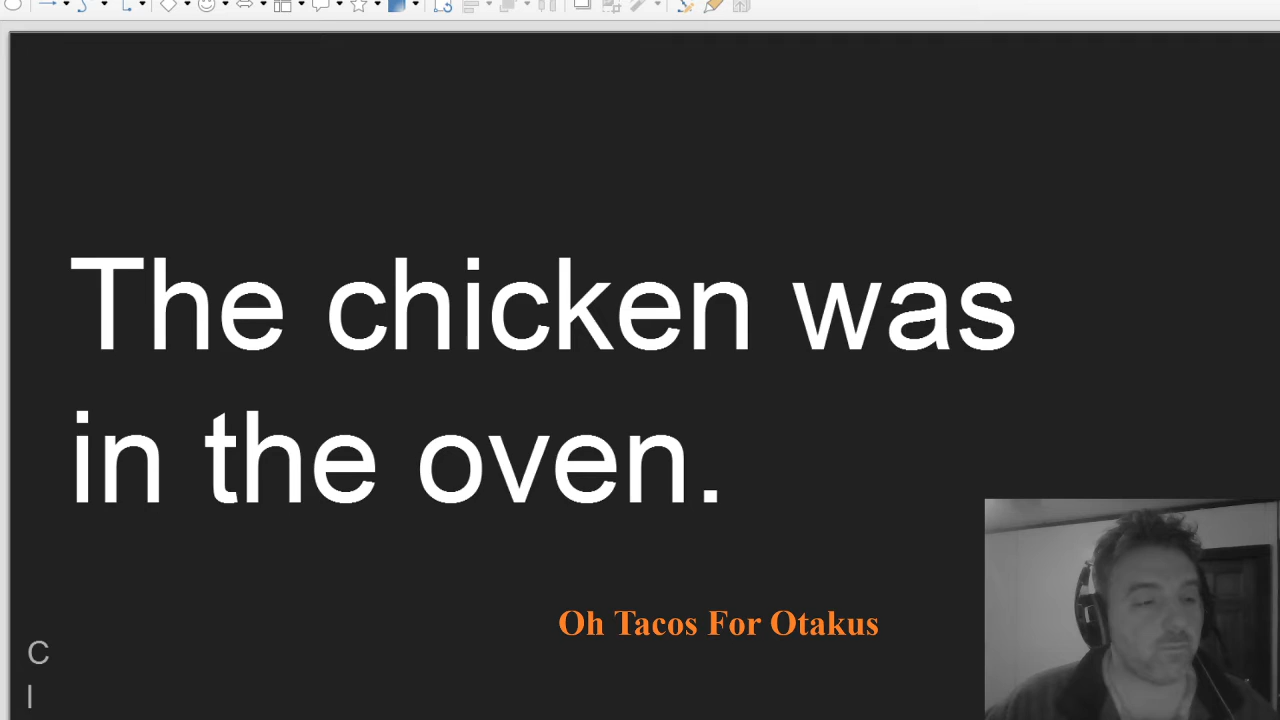 The chicken was
in the oven.
Oh Tacos For Otakus
C
l